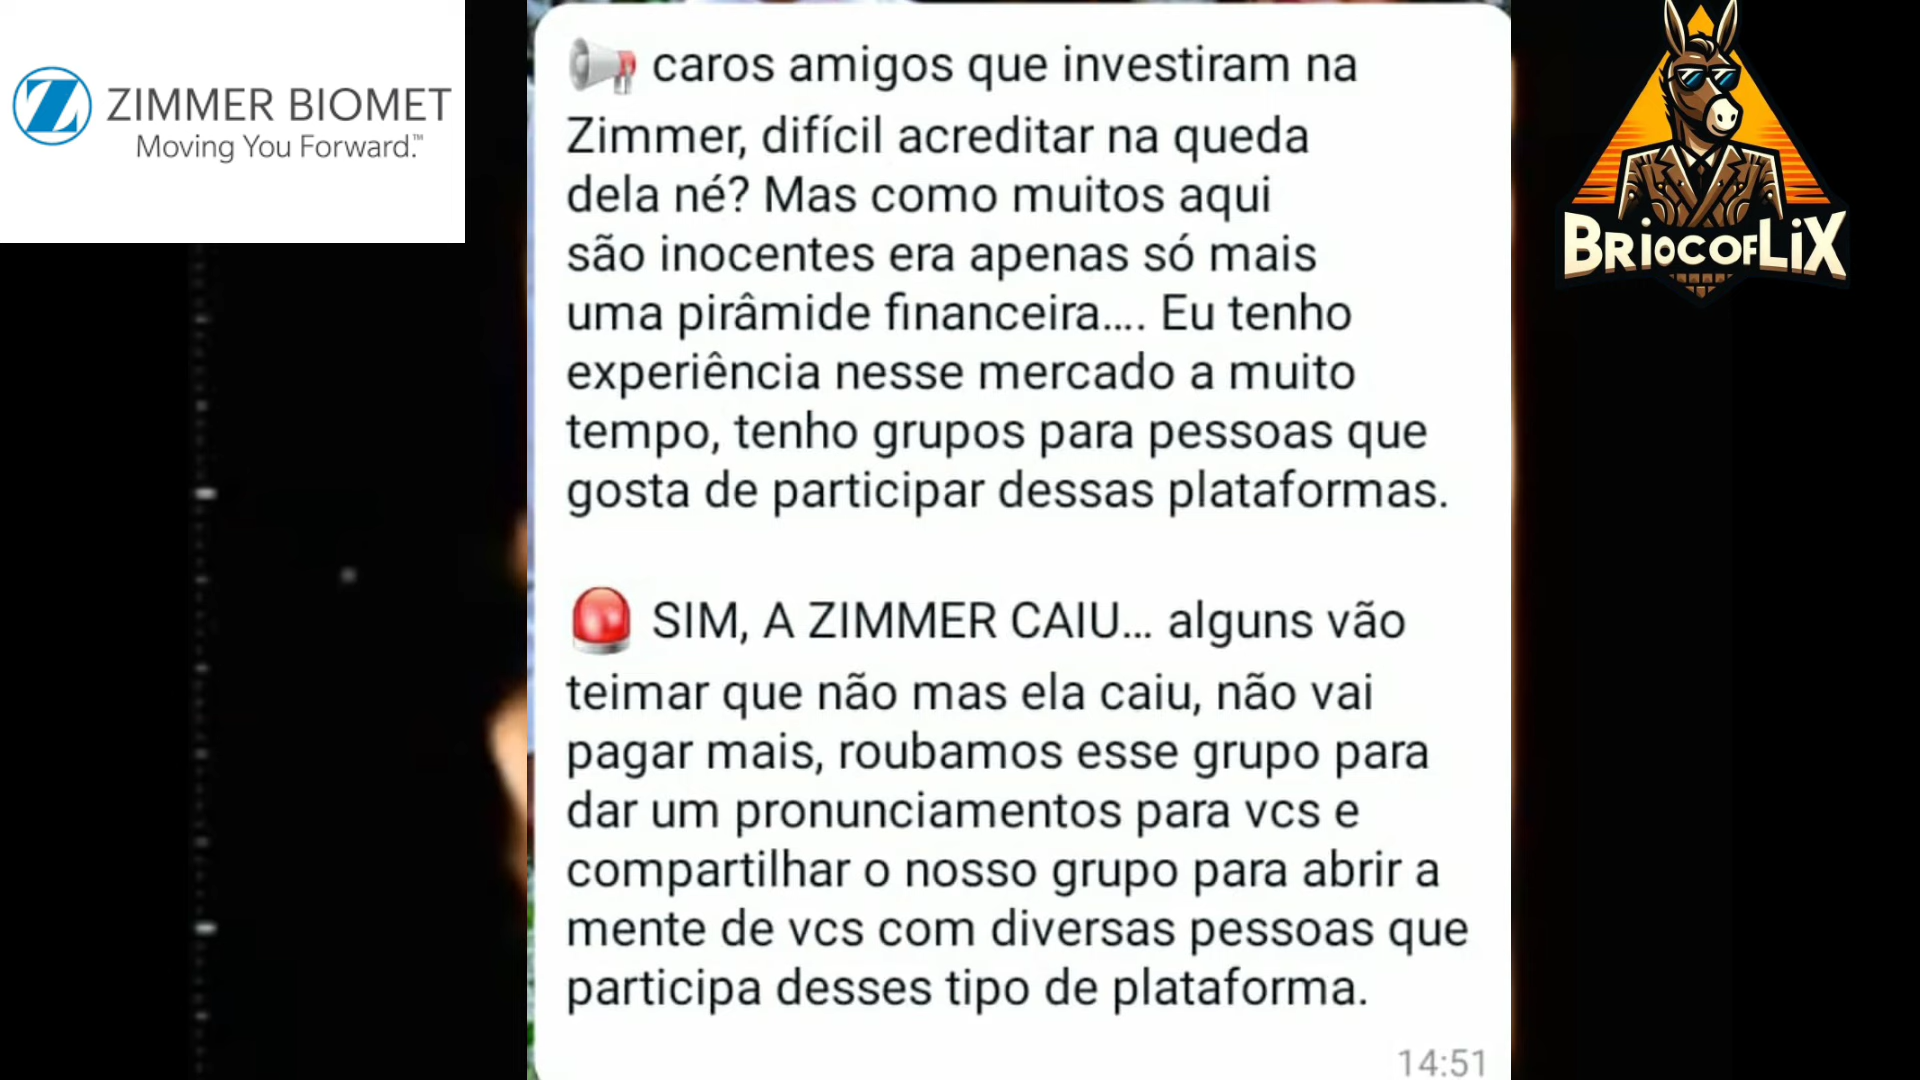 ZIMMER BIOMET
Moving You Forward.™
caros amigos que investiram na
Zimmer, difícil acreditar na queda
dela né? Mas como muitos aqui
são inocentes era apenas só mais
uma pirâmide financeira.... Eu tenho
experiência nesse mercado a muito
tempo, tenho grupos para pessoas que
gosta de participar dessas plataformas.
SIM, A ZIMMER CAIU... alguns vão
teimar que não mas ela caiu, não vai
pagar mais, roubamos esse grupo para
dar um pronunciamentos para vcs e
compartilhar o nosso grupo para abrir a
mente de vcs com diversas pessoas que
participa desses tipo de plataforma.
14:51
BRIOCOFLIX